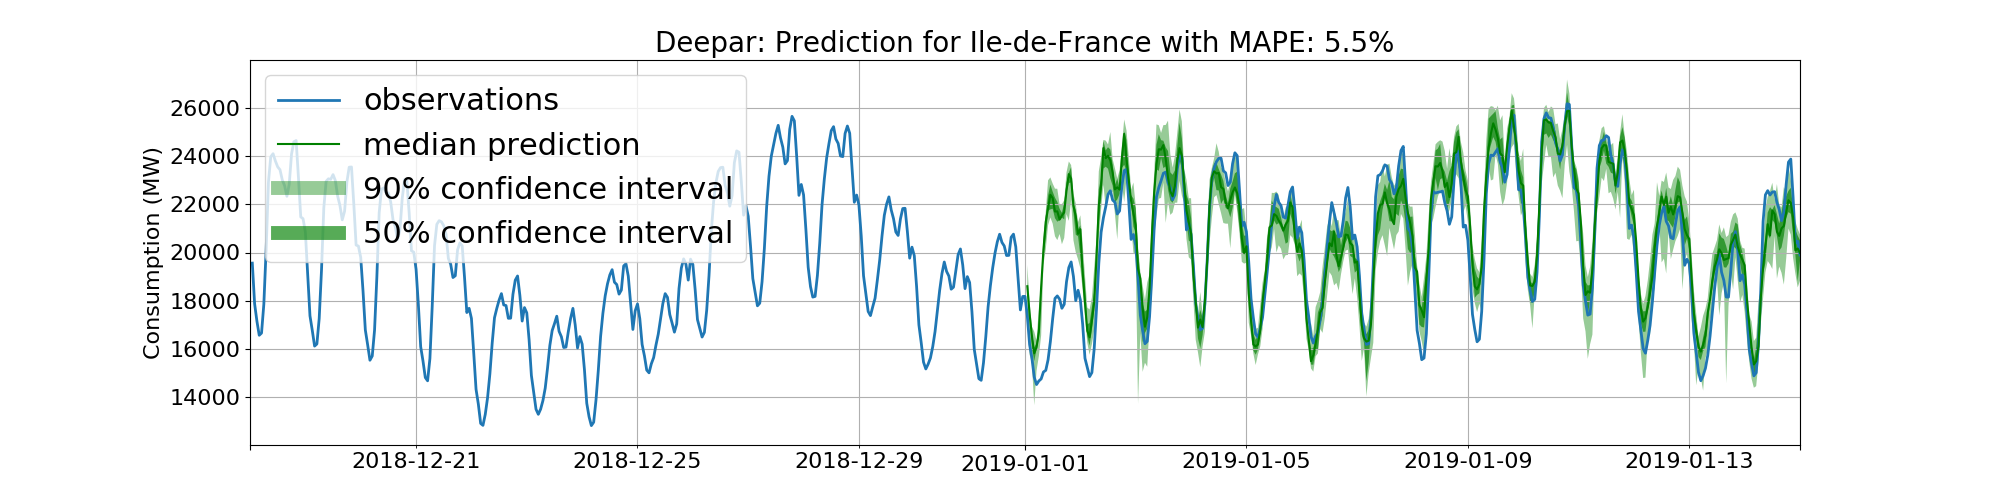 Deepar: Prediction for Ile-de-France with MAPE: 5.5%
observations
median prediction
90% confidence interval
50% confidence interval
Consumption (MW)
26000
24000
22000
20000
18000
16000
14000
2018-12-21 2018-12-25 2018-12-29 2019-01-01 2019-01-05 2019-01-09 2019-01-13